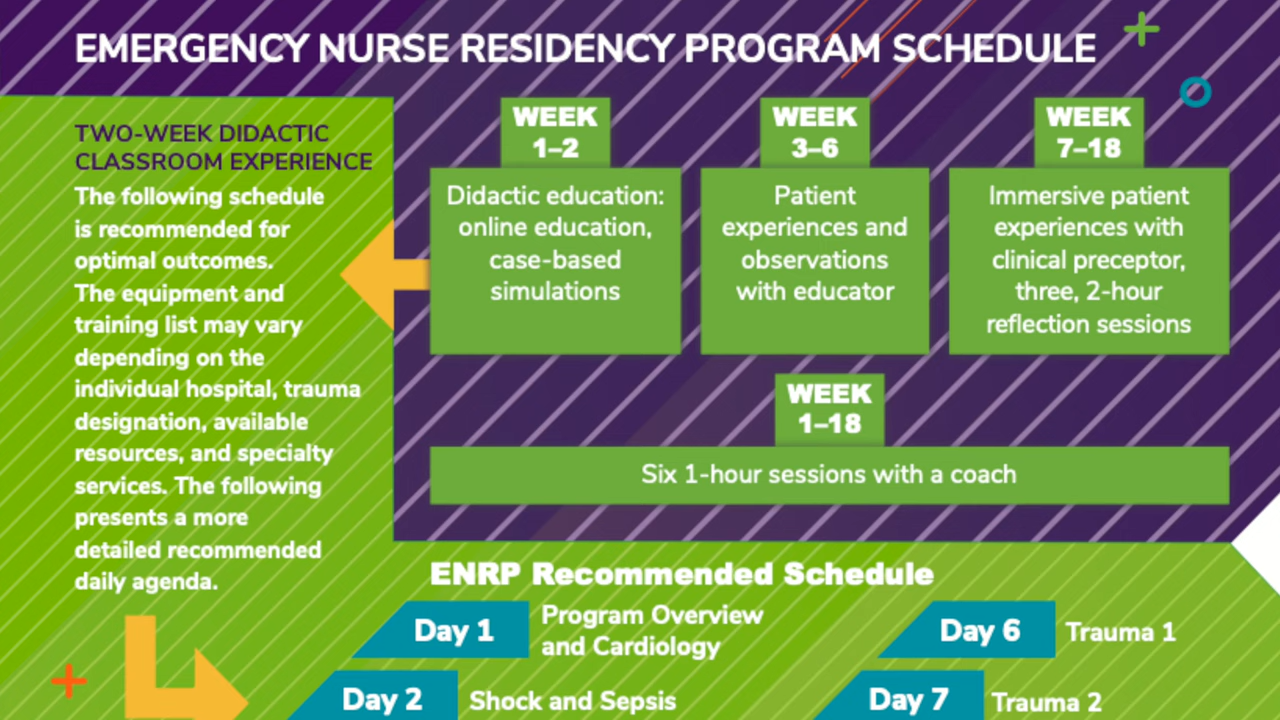 EMERGENCY NURSE RESIDENCY PROGRAM SCHEDULE
TWO-WEEK DIDACTIC
CLASSROOM EXPERIENCE
The following schedule
is recommended for
optimal outcomes.
The equipment and
training list may vary
depending on the
individual hospital, trauma
designation, available
resources, and specialty
services. The following
presents a more
detailed recommended
daily agenda.
WEEK
1–2
Didactic education:
online education,
case-based
simulations
WEEK
3–6
Patient
experiences and
observations
with educator
WEEK
7–18
Immersive patient
experiences with
clinical preceptor,
three, 2-hour
reflection sessions
WEEK
1–18
Six 1-hour sessions with a coach
ENRP Recommended Schedule
Day 1
Program Overview
and Cardiology
Day 2
Shock and Sepsis
Day 6
Trauma 1
Day 7
Trauma 2